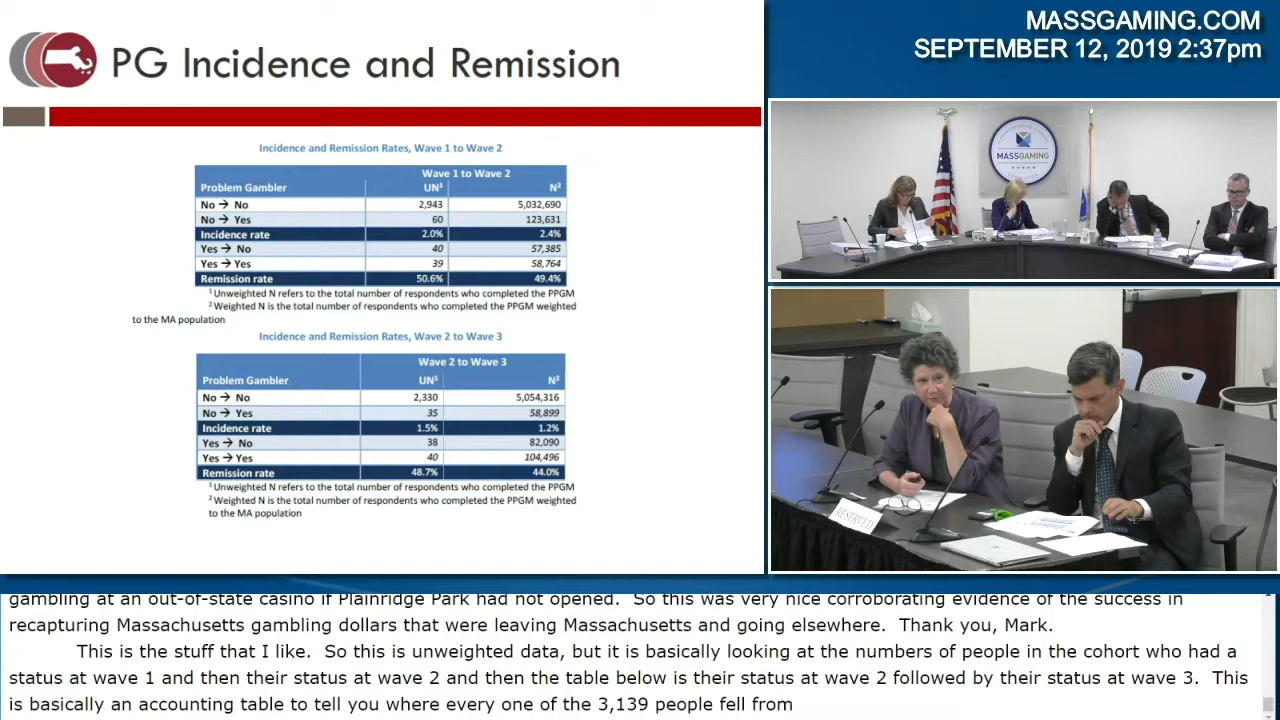 PG Incidence and Remission
Incidence and Remission Rates, Wave 1 to Wave 2
Wave 1 to Wave 2
Problem Gambler UN¹ N²
No → No 2,943 5,032,690
No → Yes 60 123,631
Incidence rate 2.0% 2.4%
Yes → No 40 57,385
Yes → Yes 39 58,764
Remission rate 50.6% 49.4%
¹ Unweighted N refers to the total number of respondents who completed the PPGM
² Weighted N is the total number of respondents who completed the PPGM weighted
to the MA population
Incidence and Remission Rates, Wave 2 to Wave 3
Wave 2 to Wave 3
Problem Gambler UN¹ N²
No → No 2,330 5,054,316
No → Yes 35 58,899
Incidence rate 1.5% 1.2%
Yes → No 38 82,090
Yes → Yes 40 104,496
Remission rate 48.7% 44.0%
¹ Unweighted N refers to the total number of respondents who completed the PPGM
² Weighted N is the total number of respondents who completed the PPGM weighted
to the MA population
MASSGAMING.COM
SEPTEMBER 12, 2019 2:37pm
MASSGAMING
RESERVED
gambling at an out-of-state casino if Plainridge Park had not opened. So this was very nice corroborating evidence of the success in
recapturing Massachusetts gambling dollars that were leaving Massachusetts and going elsewhere. Thank you, Mark.
This is the stuff that I like. So this is unweighted data, but it is basically looking at the numbers of people in the cohort who had a
status at wave 1 and then their status at wave 2 and then the table below is their status at wave 2 followed by their status at wave 3. This
is basically an accounting table to tell you where every one of the 3,139 people fell from